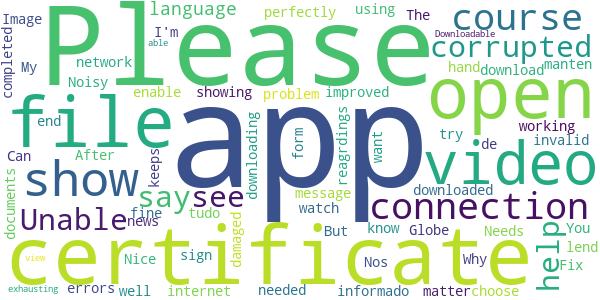 Image
language
perfectly
using
The
course
Please
completed
My
network
I'm
able
Downloadable
corrupted
Noisy
enable
showing
problem
improved
hand
download
manten
After
app
open
file
end
Can
keeps
downloading
form
reagrdings
want
try
de
working
invalid
show
say
see
message
watch
video
downloaded
documents
Unable
news
connection
fine
tudo
damaged
But
know
Globe
Needs
help
You
certificate
Nice
sign
Why
lend
Fix
view
exhausting
errors
well
internet
needed
informado
Nos
matter
choose